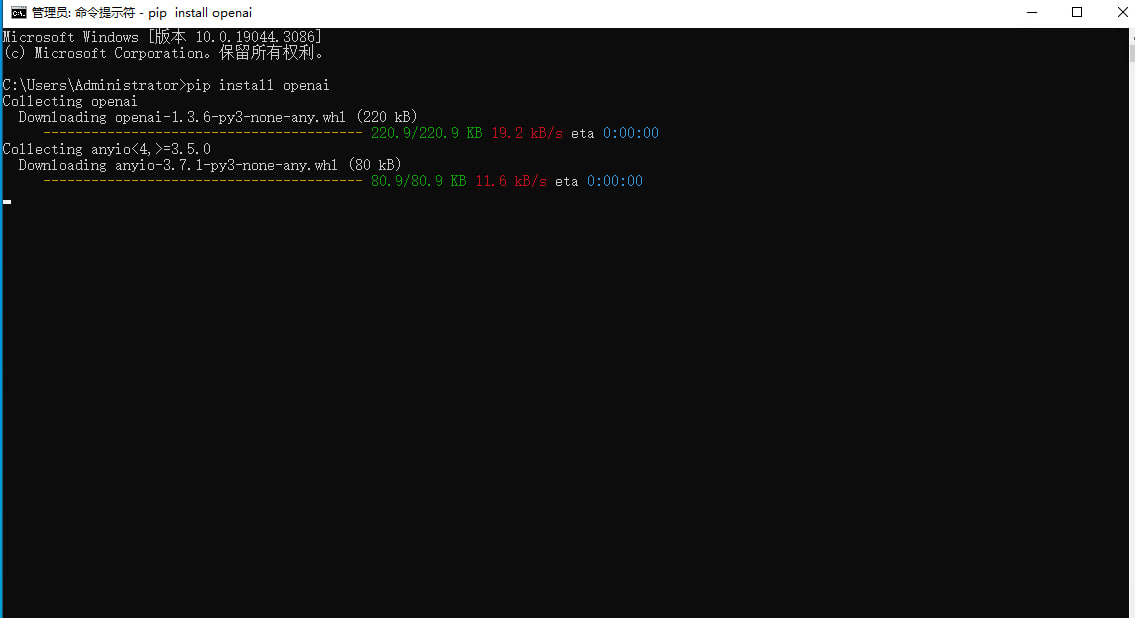 管理员: 命令提示符 - pip  install openai
Microsoft Windows [版本 10.0.19044.3086]
(c) Microsoft Corporation。保留所有权利。
C:\Users\Administrator>pip install openai
Collecting openai
  Downloading openai-1.3.6-py3-none-any.whl (220 kB)
     ---------------------------------------- 220.9/220.9 KB 19.2 kB/s eta 0:00:00
Collecting anyio<4,>=3.5.0
  Downloading anyio-3.7.1-py3-none-any.whl (80 kB)
     ---------------------------------------- 80.9/80.9 KB 11.6 kB/s eta 0:00:00